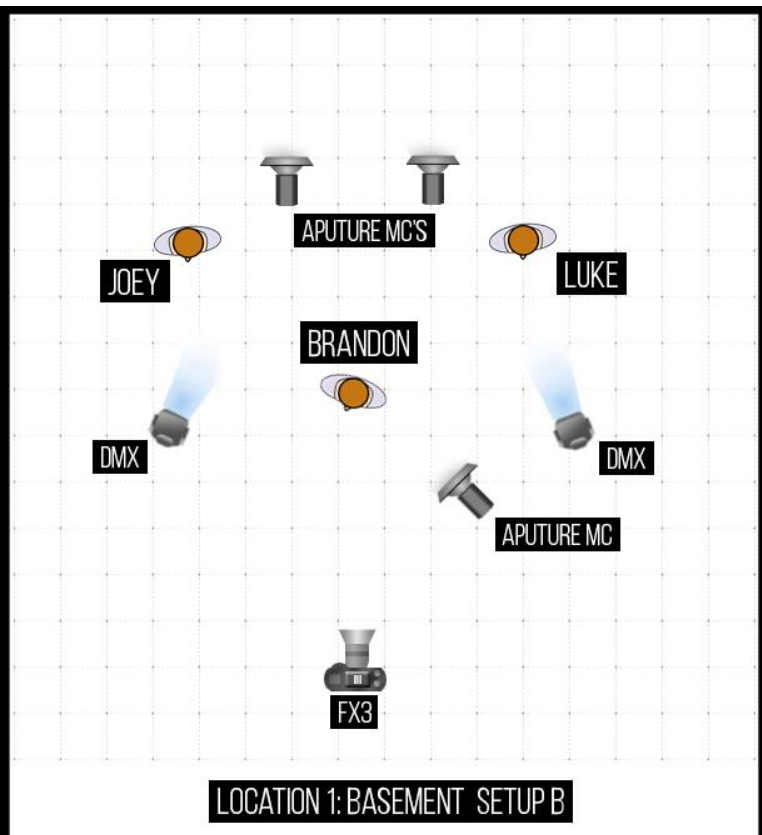 APUTURE MC'S
JOEY
LUKE
BRANDON
DMX
DMX
APUTURE MC
FX3
LOCATION 1: BASEMENT SETUP B